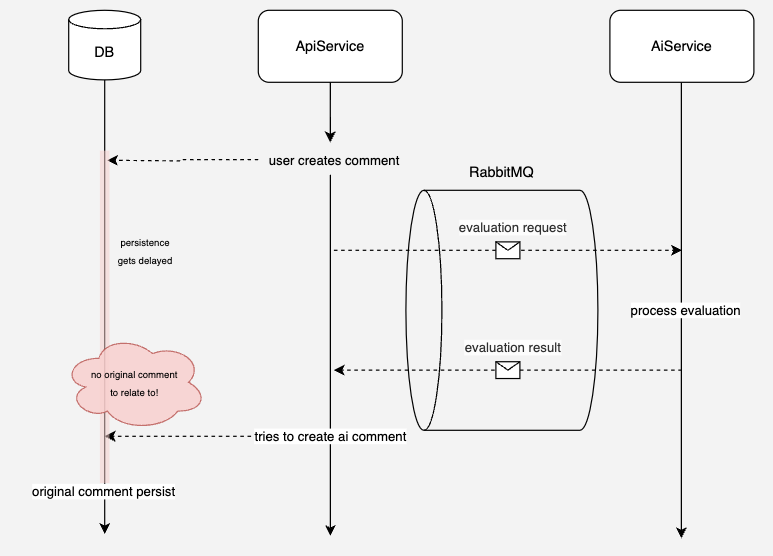 DB
ApiService
AiService
user creates comment
RabbitMQ
evaluation request
persistence
gets delayed
process evaluation
evaluation result
no original comment
to relate to!
tries to create ai comment
original comment persist